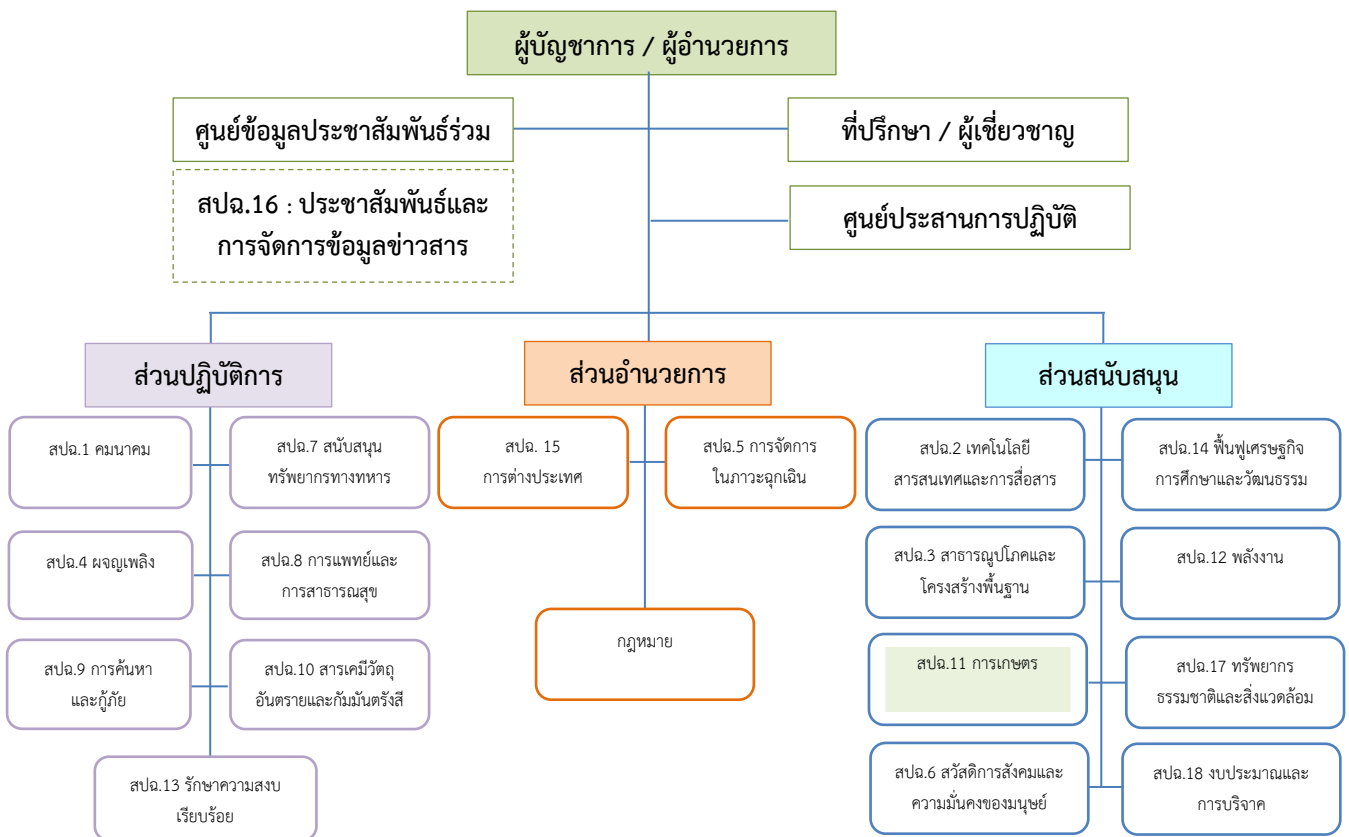 ผู้บัญชาการ / ผู้อำนวยการ
ศูนย์ข้อมูลประชาสัมพันธ์ร่วม
ที่ปรึกษา / ผู้เชี่ยวชาญ
สปฉ.16 : ประชาสัมพันธ์และ
การจัดการข้อมูลข่าวสาร
ศูนย์ประสานการปฏิบัติ
ส่วนปฏิบัติการ
สปฉ.1 คมนาคม
สปฉ.7 สนับสนุน
ทรัพยากรทางทหาร
สปฉ.4 ผจญเพลิง
สปฉ.8 การแพทย์และ
การสาธารณสุข
สปฉ.9 การค้นหา
และกู้ภัย
สปฉ.10 สารเคมีวัตถุ
อันตรายและกัมมันตรังสี
สปฉ.13 รักษาความสงบ
เรียบร้อย
ส่วนอำนวยการ
สปฉ. 15
การต่างประเทศ
สปฉ.5 การจัดการ
ในภาวะฉุกเฉิน
กฎหมาย
ส่วนสนับสนุน
สปฉ.2 เทคโนโลยี
สารสนเทศและการสื่อสาร
สปฉ.14 ฟื้นฟูเศรษฐกิจ
การศึกษาและวัฒนธรรม
สปฉ.3 สาธารณูปโภคและ
โครงสร้างพื้นฐาน
สปฉ.12 พลังงาน
สปฉ.11 การเกษตร
สปฉ.17 ทรัพยากร
ธรรมชาติและสิ่งแวดล้อม
สปฉ.6 สวัสดิการสังคมและ
ความมั่นคงของมนุษย์
สปฉ.18 งบประมาณและ
การบริจาค